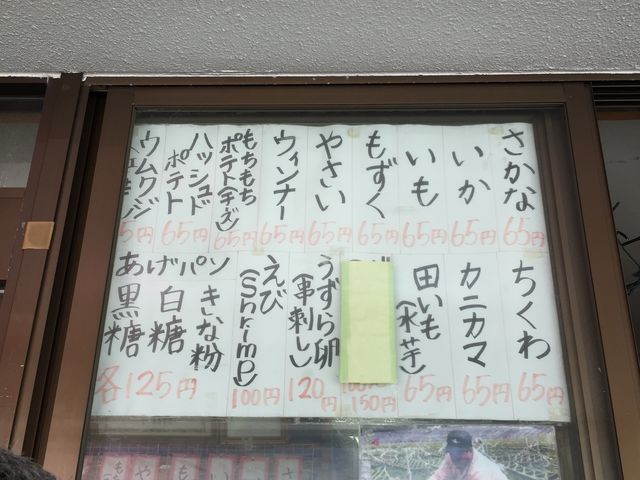 さかな 65円
いか 65円
いも 65円
もずく 65円
やさい 65円
ウィンナー 65円
もちもちポテト(チーズ) 65円
ハッシュドポテト 65円
ウムクジ 5円
ちくわ 65円
カニカマ 65円
田いも(水芋) 65円
150円
うずら卵(串刺し) 120円
えび(Shrimp) 100円
あげパン
きいな粉
白糖
黒糖
各125円